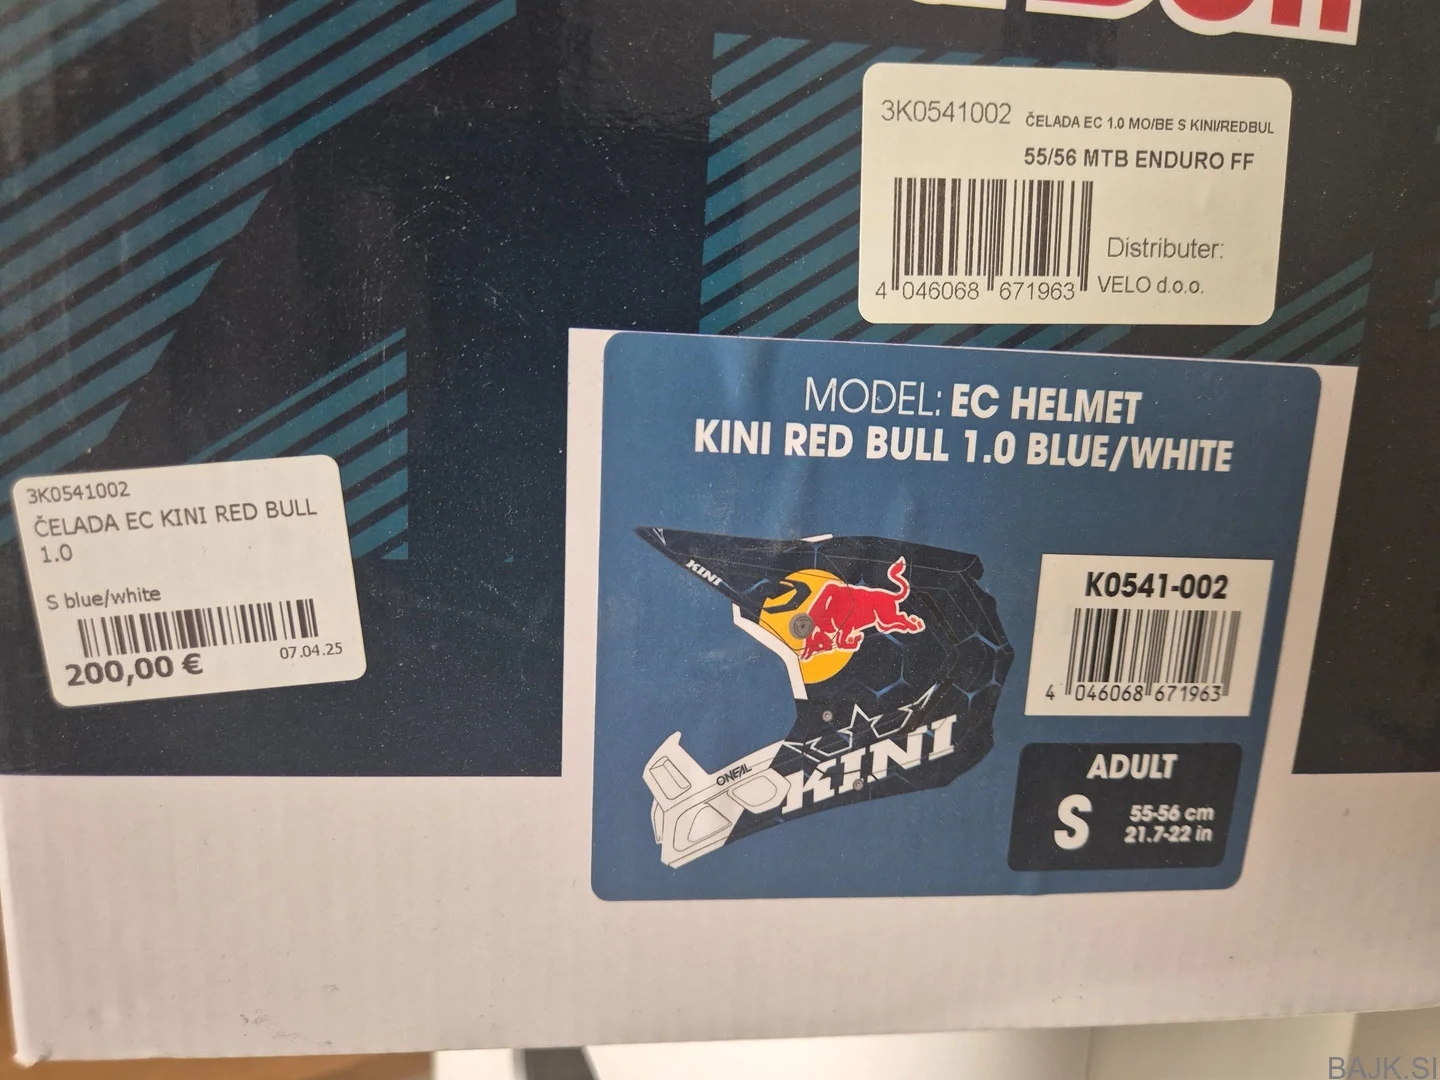 3K0541002 ČELADA EC 1.0 MO/BE S KINI/REDBUL
55/56 MTB ENDURO FF
Distributer:
4 046068 671963 VELO d.o.o.
MODEL: EC HELMET
KINI RED BULL 1.0 BLUE/WHITE
KINI
KINI
ONEAL
K0541-002
4 046068 671963
ADULT
S 55-56 cm
21.7-22 in
3K0541002
ČELADA EC KINI RED BULL
1.0
S blue/white
200,00 € 07.04.25
BAJK.SI